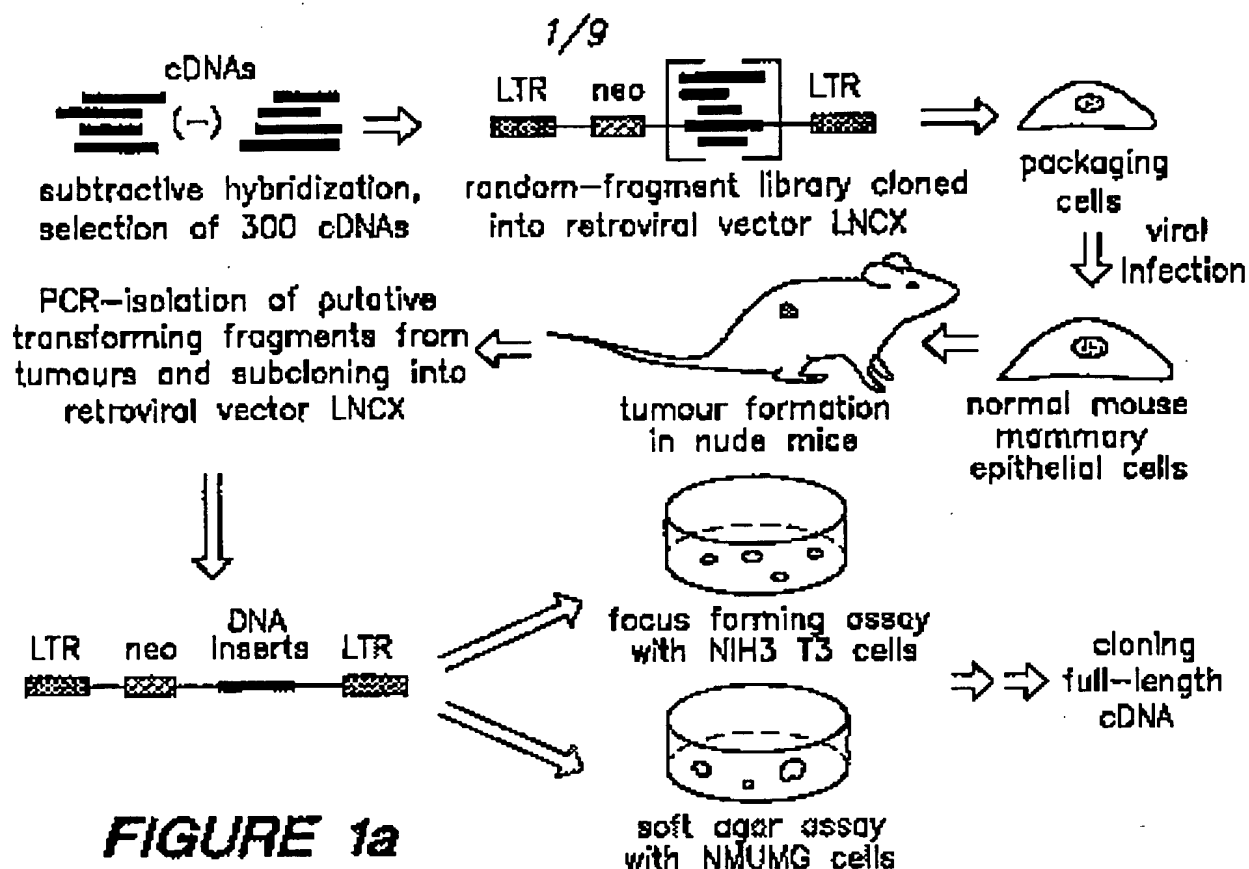 1/9
cDNAs
(-)
subtractive hybridization,
selection of 300 cDNAs
LTR neo LTR
random-fragment library cloned
into retroviral vector LNCX
packaging
cells
viral
Infection
normal mouse
mammary
epithelial cells
tumour formation
in nude mice
PCR-isolation of putative
transforming fragments from
tumours and subcloning into
retroviral vector LNCX
LTR neo DNA inserts LTR
focus forming assay
with NIH3 T3 cells
soft agar assay
with NMUMG cells
cloning
full-length
cDNA
FIGURE 1a